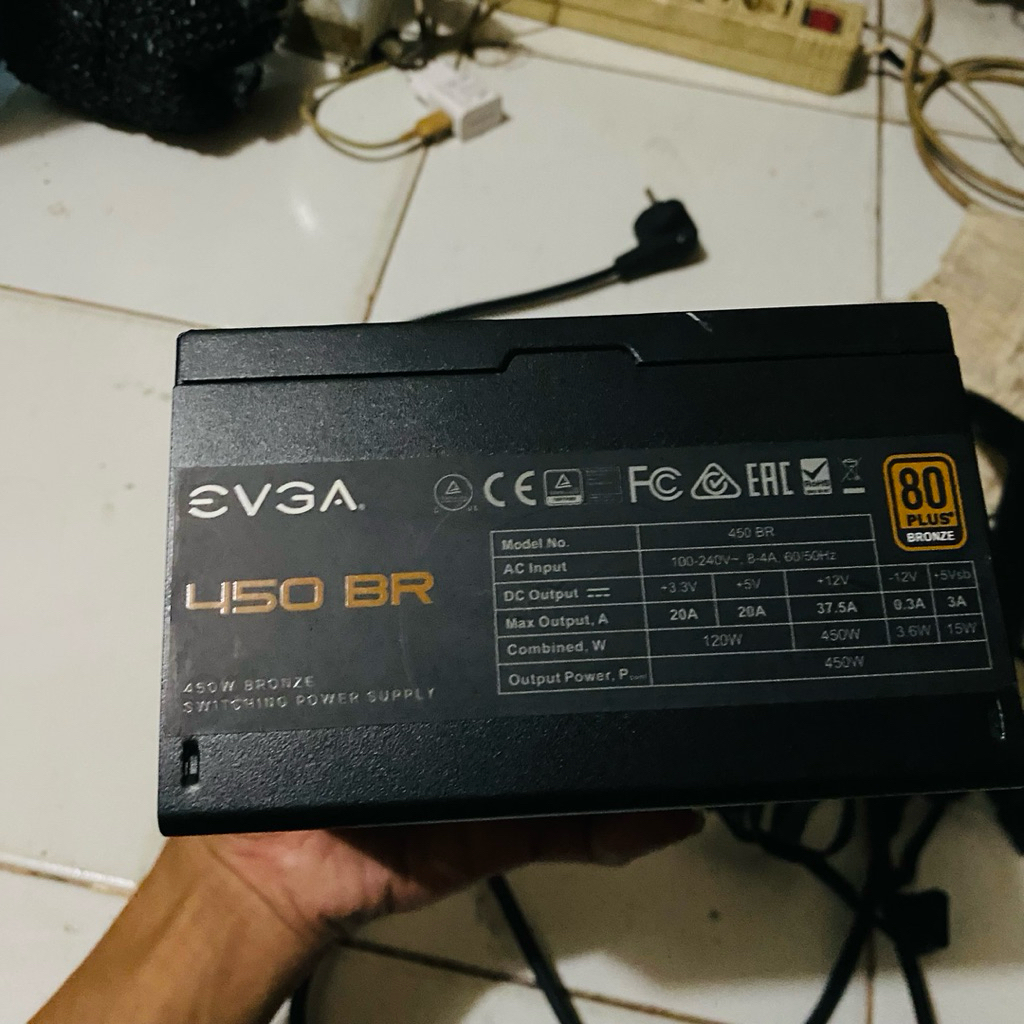 EVGA.
450 BR
450W BRONZE
SWITCHING POWER SUPPLY
CE FC EAC
RoHS
80
PLUS
BRONZE
Model No. 450 BR
AC Input 100-240V~, 8-4A, 60/50Hz
DC Output +3.3V +5V +12V -12V +5Vsb
Max Output, A 20A 20A 37.5A 0.3A 3A
Combined, W 120W 450W 3.6W 15W
Output Power, Pcont 450W